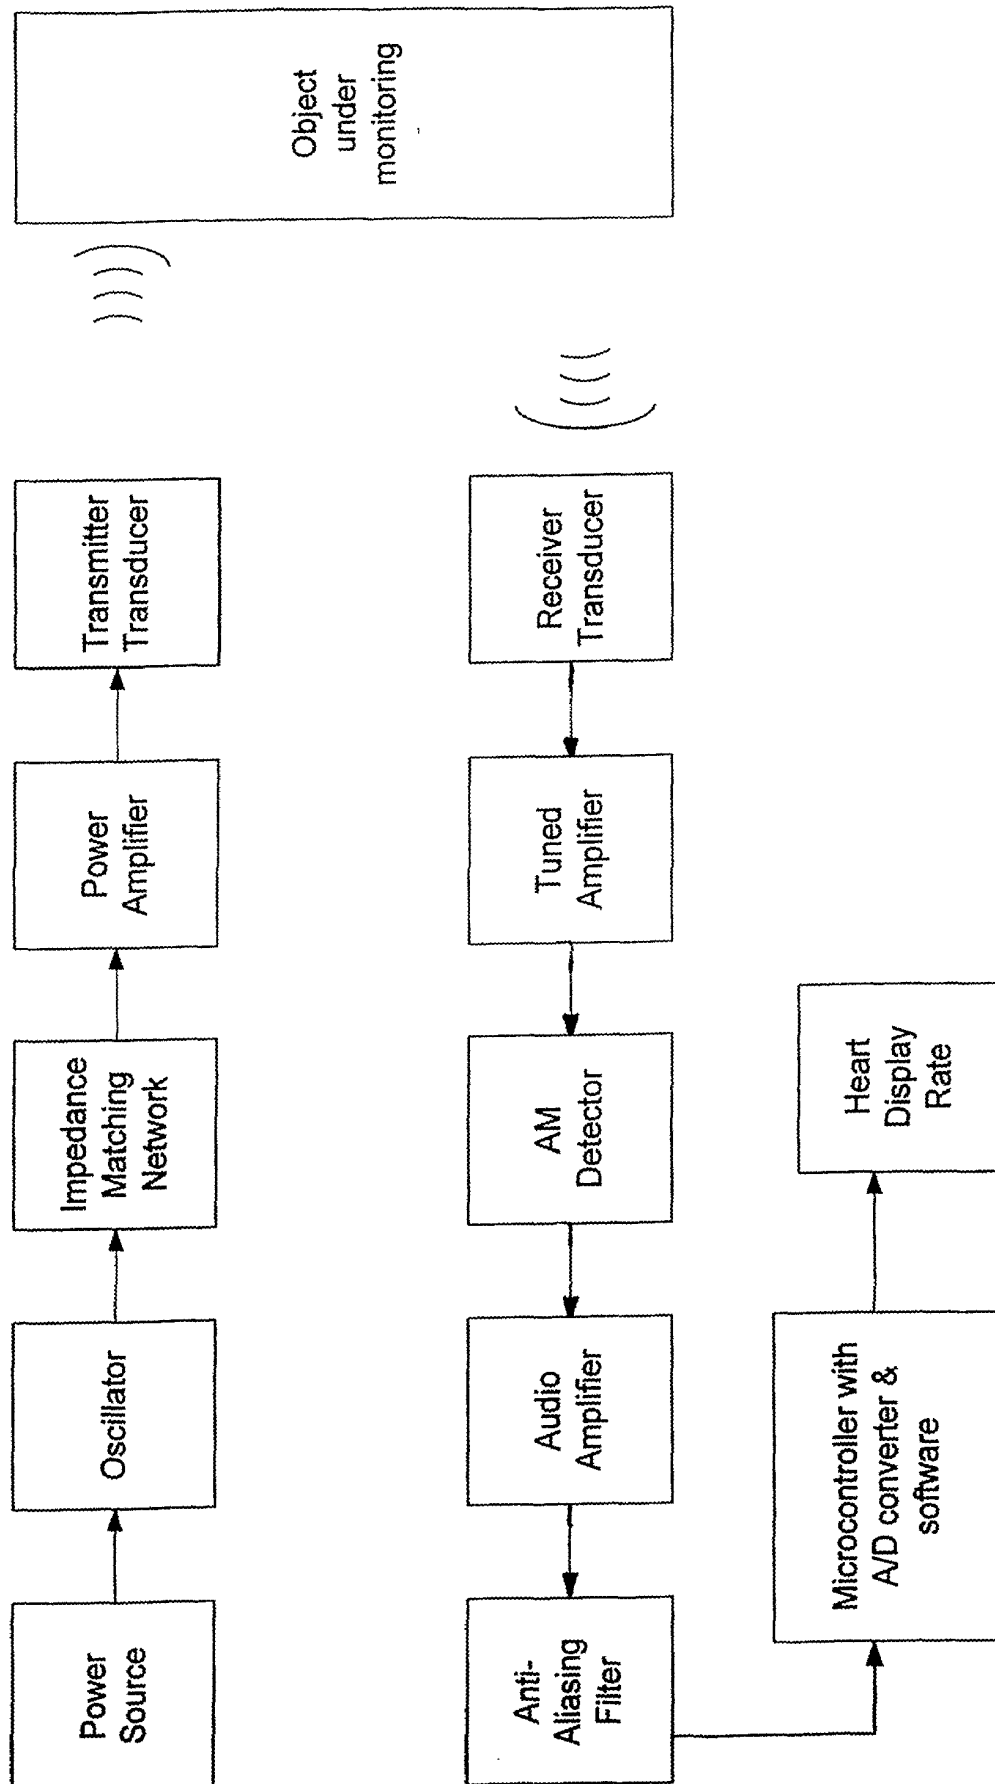 Power
Source
Oscillator
Impedance
Matching
Network
Power
Amplifier
Transmitter
Transducer
Object
under
monitoring
Receiver
Transducer
Tuned
Amplifier
AM
Detector
Audio
Amplifier
Anti-
Aliasing
Filter
Microcontroller with
A/D converter &
software
Heart
Display
Rate